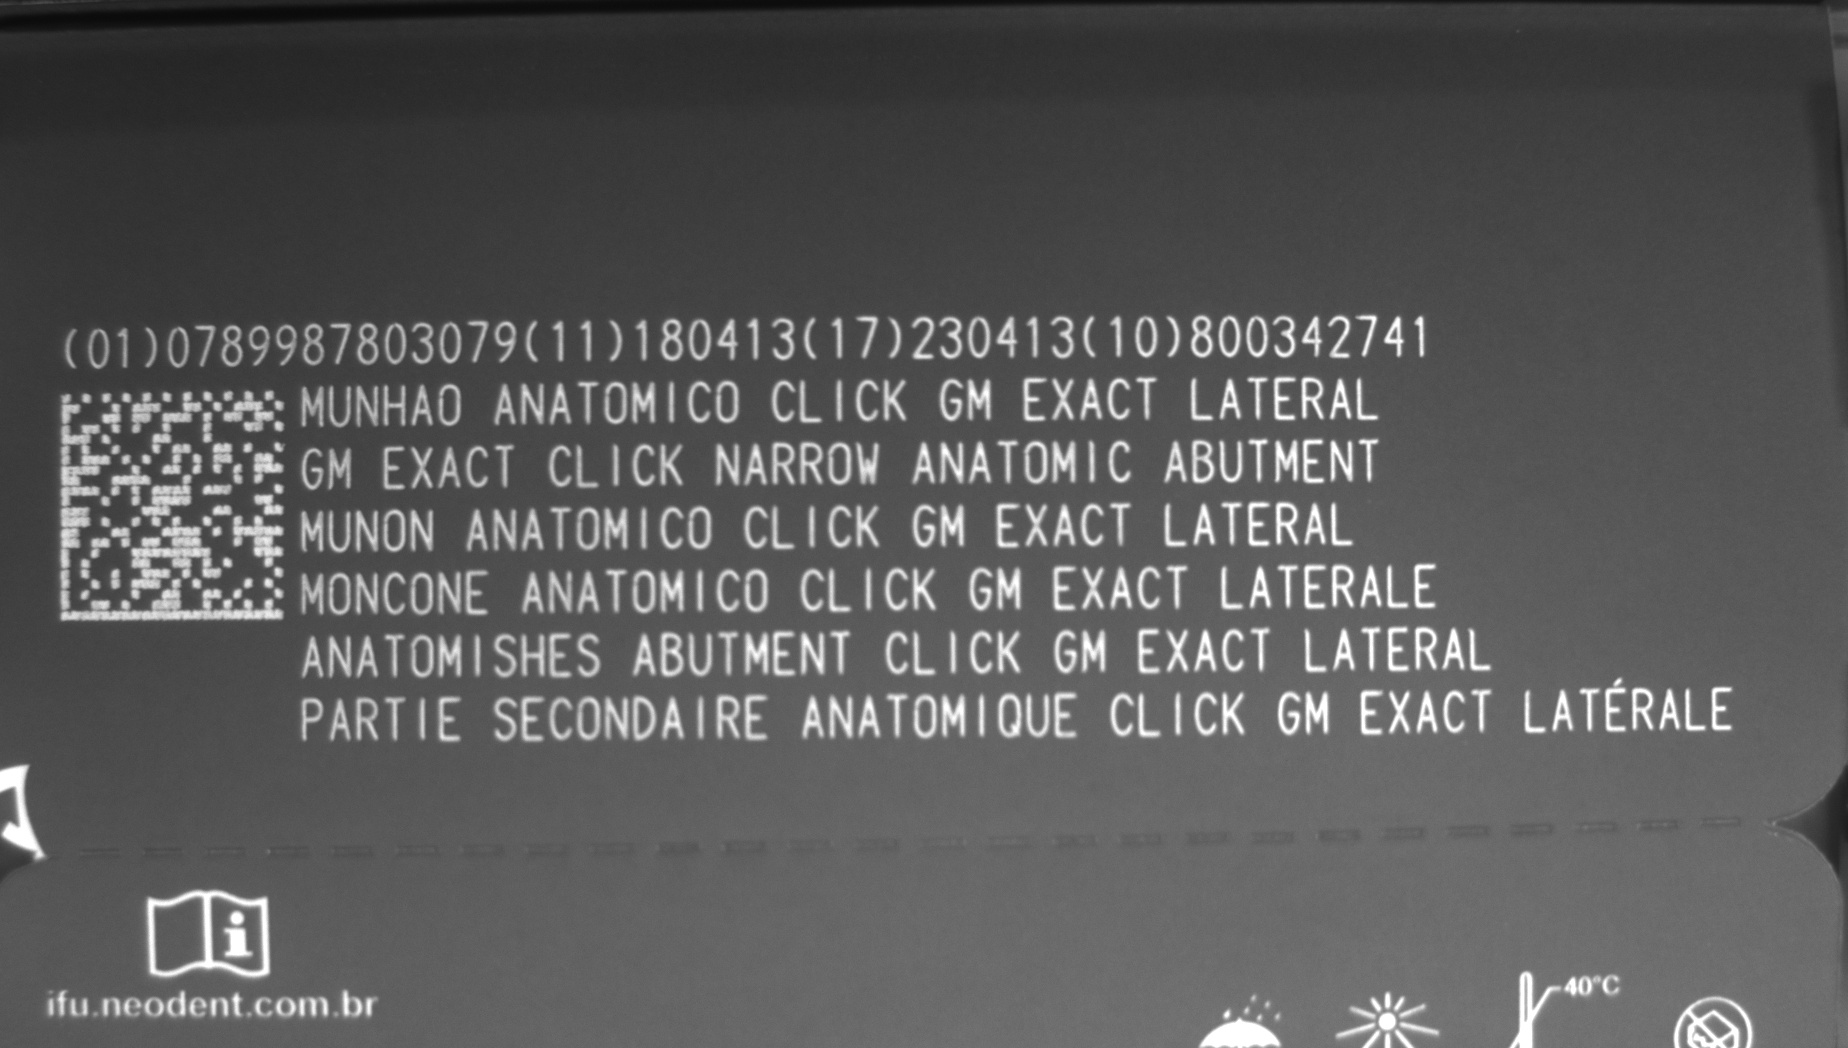 (01)0789987803079(11)180413(17)230413(10)800342741
MUNHAO ANATOMICO CLICK GM EXACT LATERAL
GM EXACT CLICK NARROW ANATOMIC ABUTMENT
MUNON ANATOMICO CLICK GM EXACT LATERAL
MONCONE ANATOMICO CLICK GM EXACT LATERALE
ANATOMISHES ABUTMENT CLICK GM EXACT LATERAL
PARTIE SECONDAIRE ANATOMIQUE CLICK GM EXACT LATÉRALE
ifu.neodent.com.br
40°C